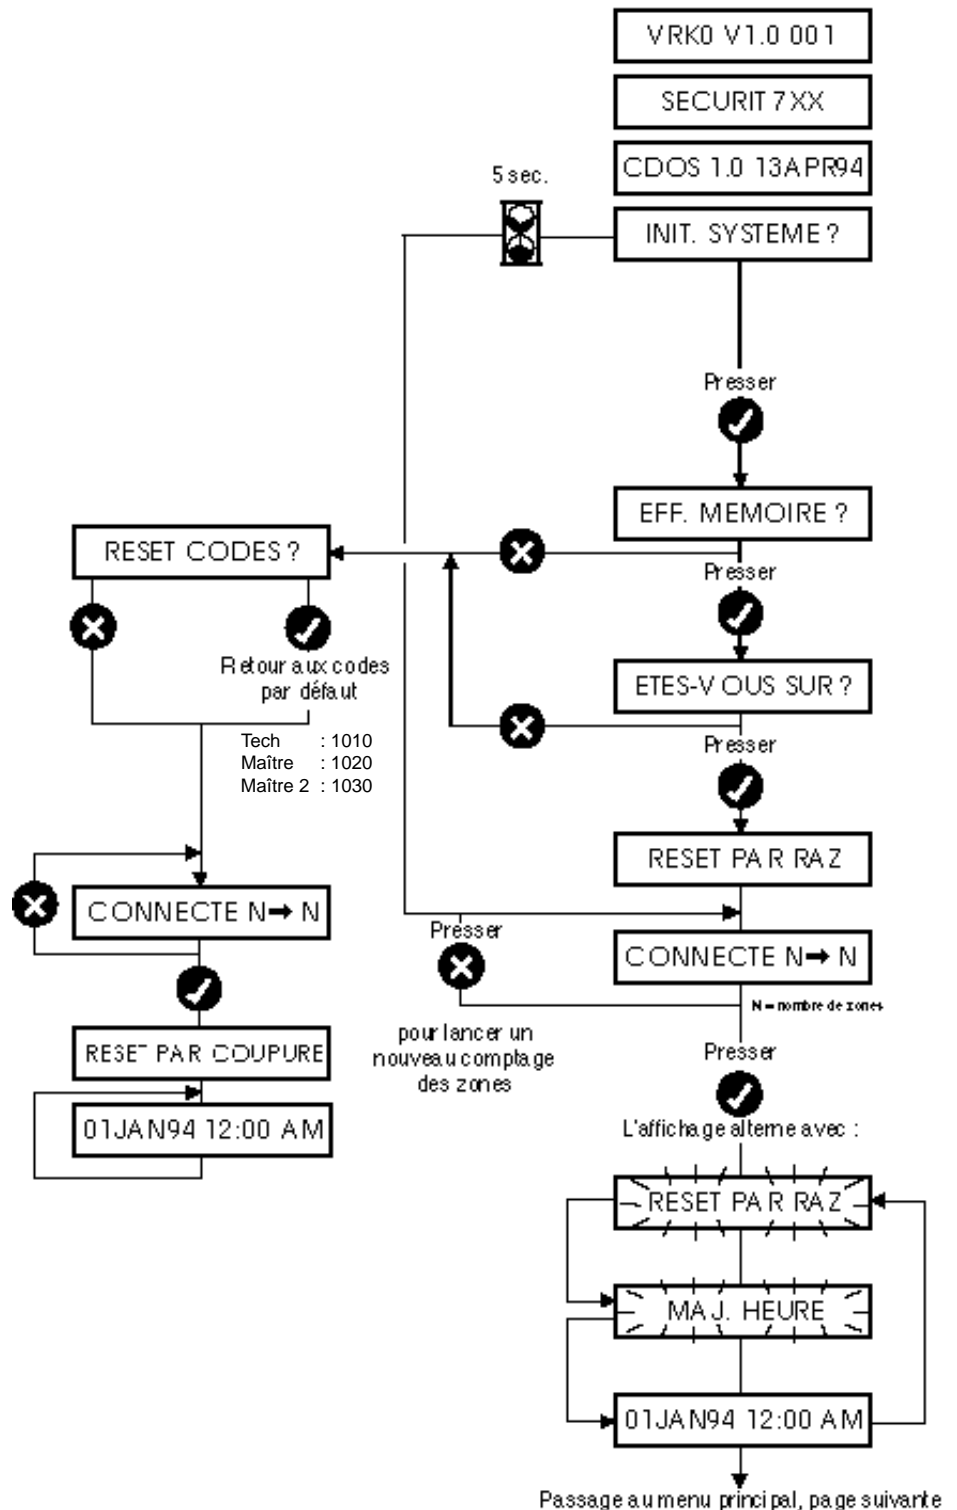 VRK0 V1.0 001
SECURIT 7XX
CDOS 1.0 13APR94
5 sec.
INIT. SYSTEME ?
Presser
EFF. MEMOIRE ?
RESET CODES ?
Presser
Retour aux codes
par défaut
ETES-VOUS SUR ?
Tech : 1010
Maître : 1020
Maître 2 : 1030
Presser
RESET PAR RAZ
CONNECTE N➞ N
Presser
CONNECTE N➞ N
N = nombre de zones
pour lancer un
nouveau comptage
des zones
Presser
RESET PAR COUPURE
01JAN94 12:00 AM
L'affichage alterne avec :
RESET PAR RAZ
MAJ. HEURE
01JAN94 12:00 AM
Passage au menu principal, page suivante